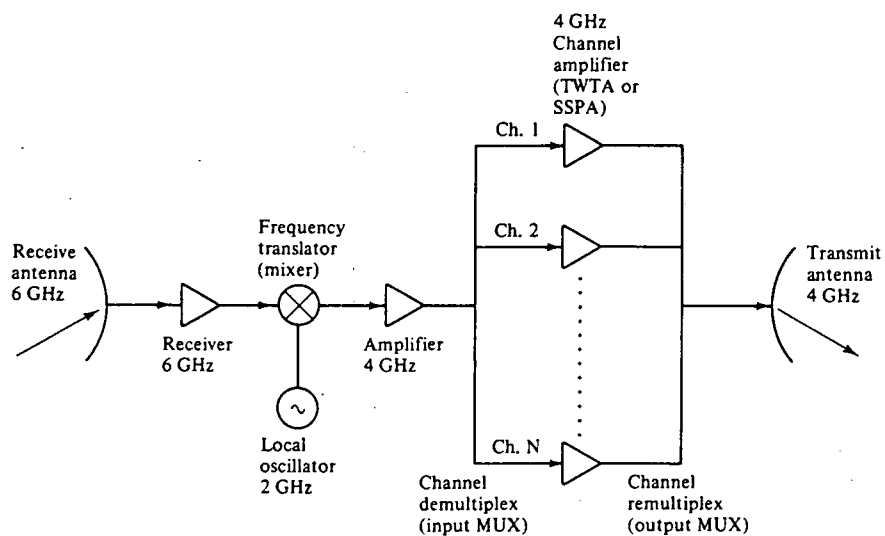 4 GHz
Channel
amplifier
(TWTA or
SSPA)
Ch. 1
Ch. 2
Ch. N
Receive
antenna
6 GHz
Receiver
6 GHz
Frequency
translator
(mixer)
Local
oscillator
2 GHz
Amplifier
4 GHz
Channel
demultiplex
(input MUX)
Channel
remultiplex
(output MUX)
Transmit
antenna
4 GHz